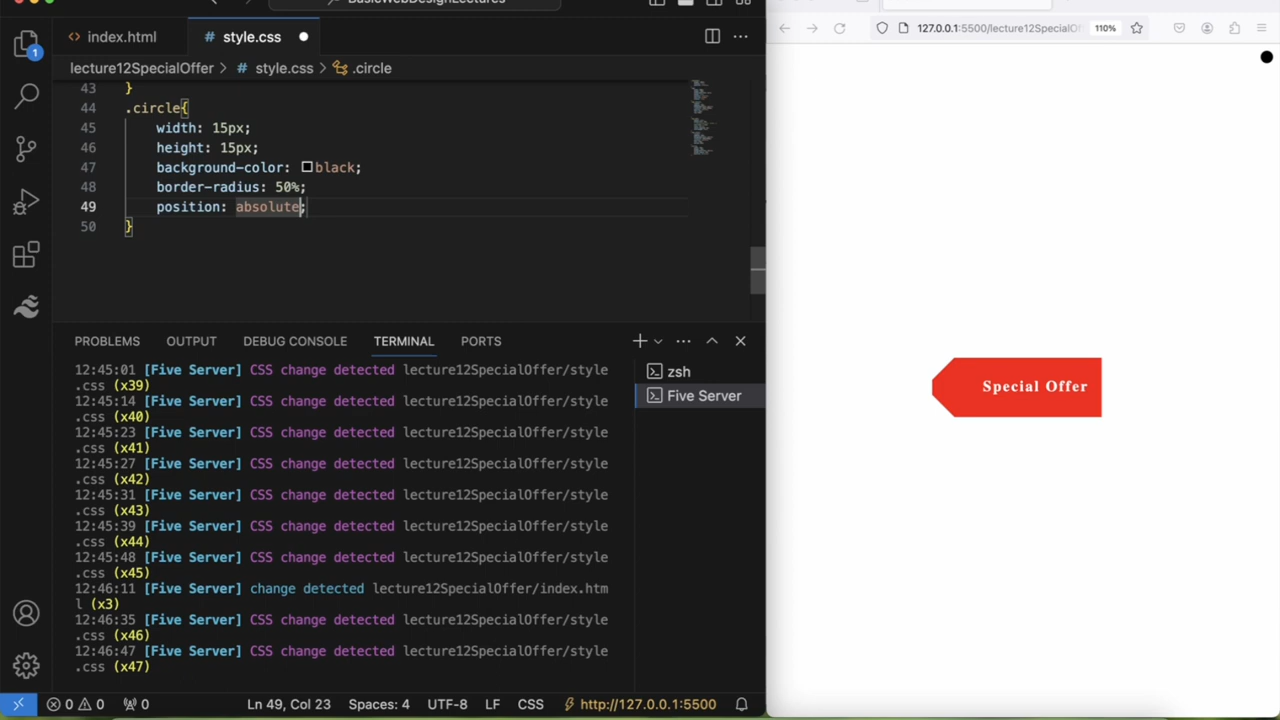 BasicWebDesignLectures
index.html
# style.css
lecture12SpecialOffer > # style.css > .circle
43 }
44 .circle{
45 width: 15px;
46 height: 15px;
47 background-color: black;
48 border-radius: 50%;
49 position: absolute;
50 }
PROBLEMS OUTPUT DEBUG CONSOLE TERMINAL PORTS
12:45:01 [Five Server] CSS change detected lecture12SpecialOffer/style
.css (x39)
12:45:14 [Five Server] CSS change detected lecture12SpecialOffer/style
.css (x40)
12:45:23 [Five Server] CSS change detected lecture12SpecialOffer/style
.css (x41)
12:45:27 [Five Server] CSS change detected lecture12SpecialOffer/style
.css (x42)
12:45:31 [Five Server] CSS change detected lecture12SpecialOffer/style
.css (x43)
12:45:39 [Five Server] CSS change detected lecture12SpecialOffer/style
.css (x44)
12:45:48 [Five Server] CSS change detected lecture12SpecialOffer/style
.css (x45)
12:46:11 [Five Server] change detected lecture12SpecialOffer/index.htm
l (x3)
12:46:35 [Five Server] CSS change detected lecture12SpecialOffer/style
.css (x46)
12:46:47 [Five Server] CSS change detected lecture12SpecialOffer/style
.css (x47)
zsh
Five Server
1
0 0 0 Ln 49, Col 23 Spaces: 4 UTF-8 LF CSS http://127.0.0.1:5500
127.0.0.1:5500/lecture12SpecialOf 110%
Special Offer